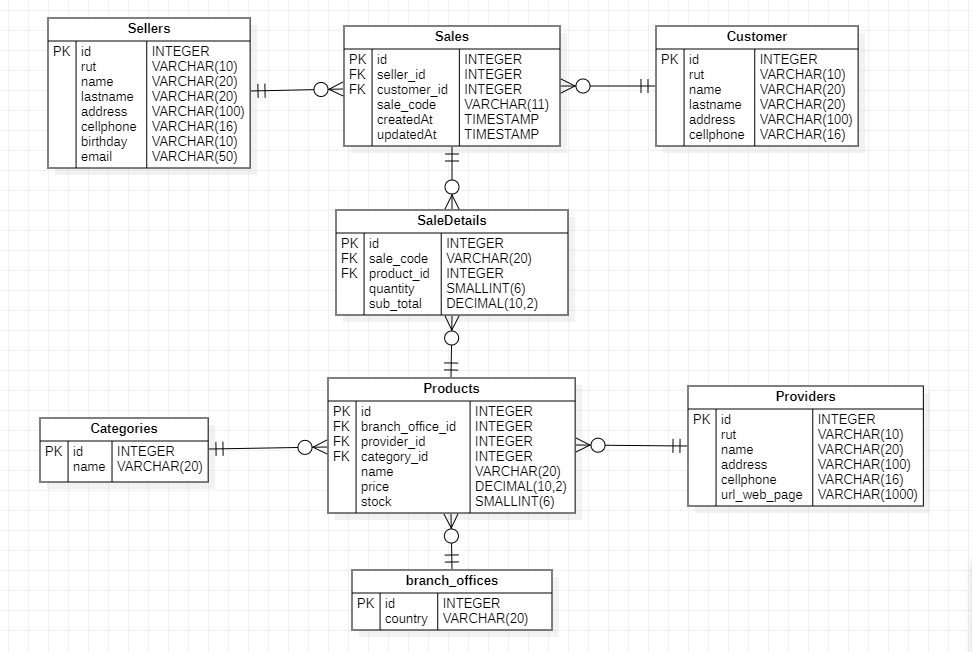 Sellers
PK id INTEGER
rut VARCHAR(10)
name VARCHAR(20)
lastname VARCHAR(20)
address VARCHAR(100)
cellphone VARCHAR(16)
birthday VARCHAR(10)
email VARCHAR(50)
Sales
PK id INTEGER
FK seller_id INTEGER
FK customer_id INTEGER
sale_code VARCHAR(11)
createdAt TIMESTAMP
updatedAt TIMESTAMP
Customer
PK id INTEGER
rut VARCHAR(10)
name VARCHAR(20)
lastname VARCHAR(20)
address VARCHAR(100)
cellphone VARCHAR(16)
SaleDetails
PK id INTEGER
FK sale_code VARCHAR(20)
FK product_id INTEGER
quantity SMALLINT(6)
sub_total DECIMAL(10,2)
Categories
PK id INTEGER
name VARCHAR(20)
Products
PK id INTEGER
FK branch_office_id INTEGER
FK provider_id INTEGER
FK category_id INTEGER
name VARCHAR(20)
price DECIMAL(10,2)
stock SMALLINT(6)
Providers
PK id INTEGER
rut VARCHAR(10)
name VARCHAR(20)
address VARCHAR(100)
cellphone VARCHAR(16)
url_web_page VARCHAR(1000)
branch_offices
PK id INTEGER
country VARCHAR(20)